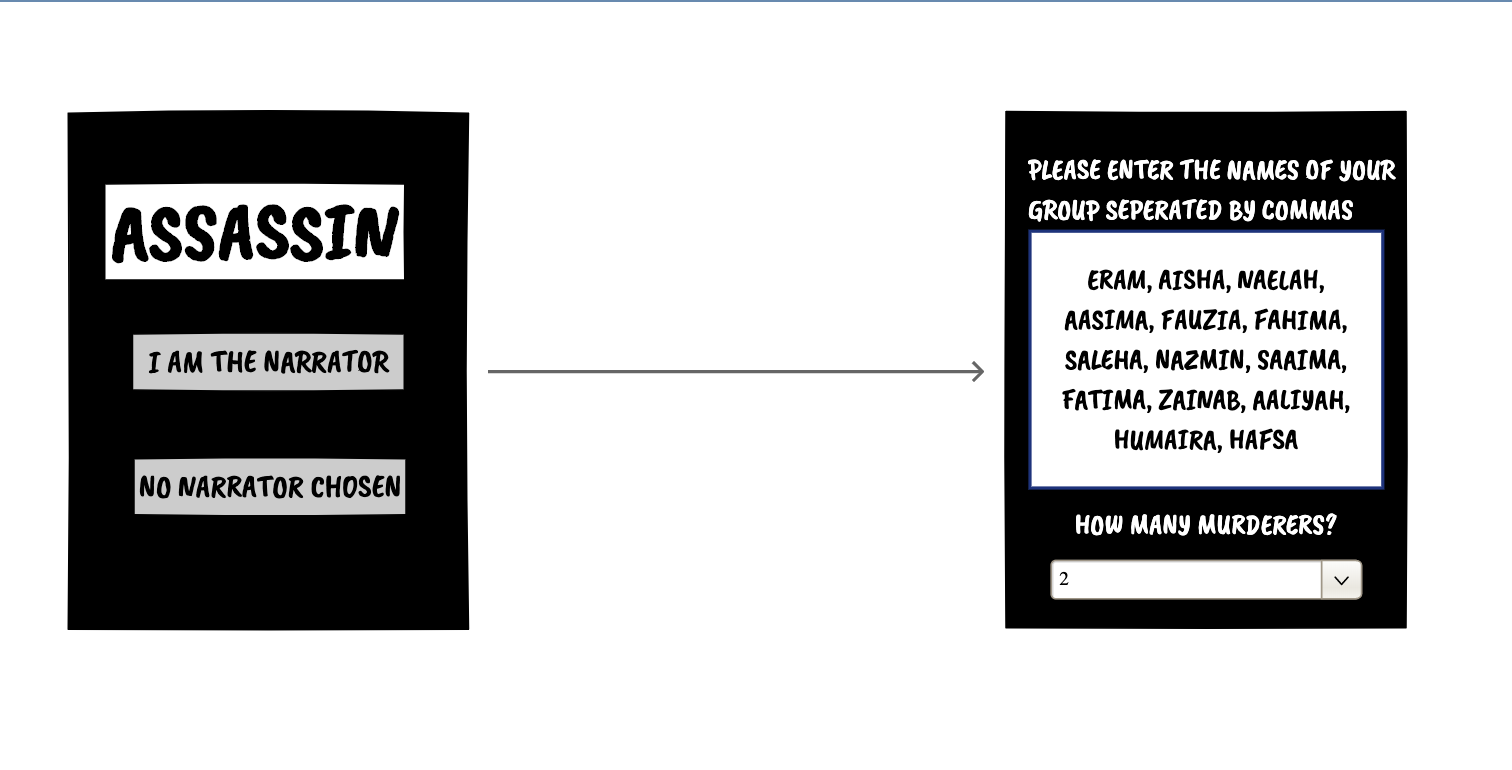 ASSASSIN
I AM THE NARRATOR
NO NARRATOR CHOSEN
PLEASE ENTER THE NAMES OF YOUR
GROUP SEPERATED BY COMMAS
ERAM, AISHA, NAELAH,
AASIMA, FAUZIA, FAHIMA,
SALEHA, NAZMIN, SAAIMA,
FATIMA, ZAINAB, AALIYAH,
HUMAIRA, HAFSA
HOW MANY MURDERERS?
2